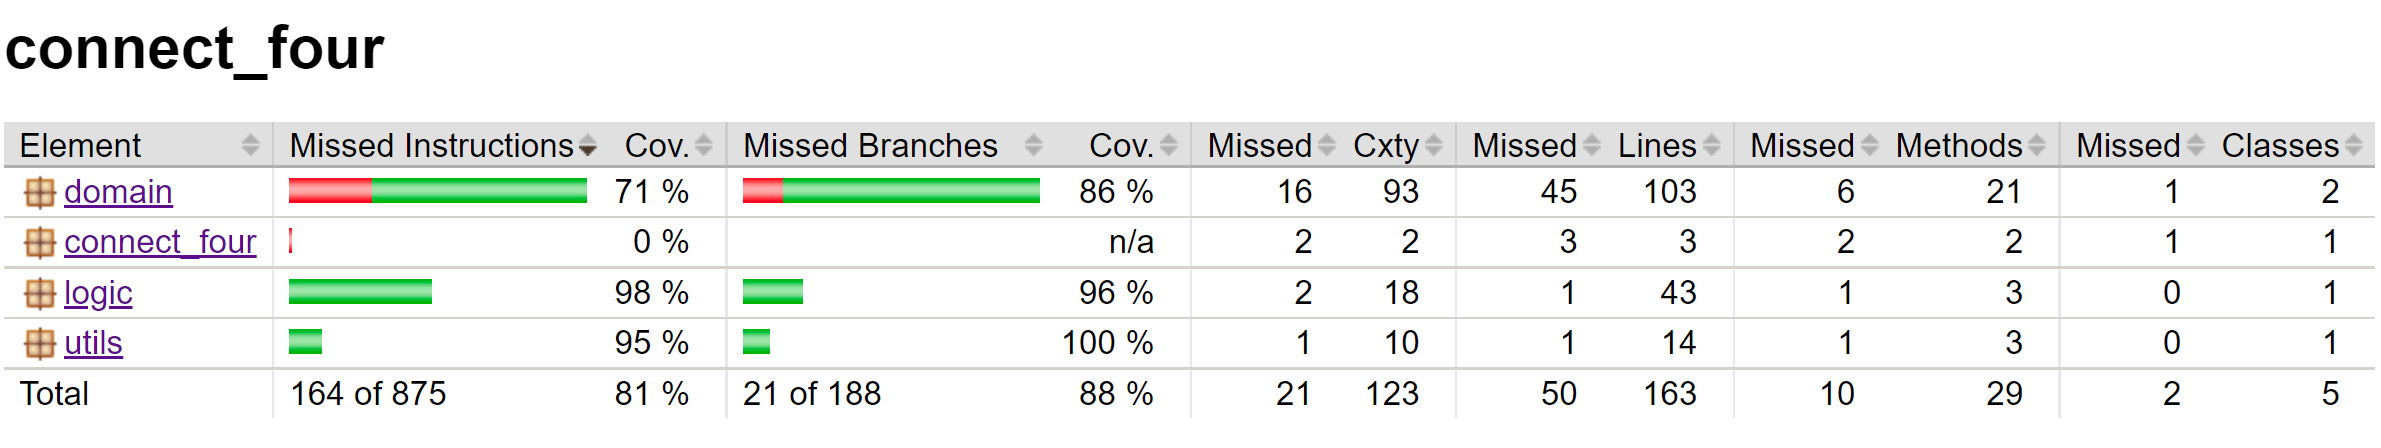 connect_four
Element Missed Instructions Cov. Missed Branches Cov. Missed Cxty Missed Lines Missed Methods Missed Classes
domain 71 % 86 % 16 93 45 103 6 21 1 2
connect_four 0 % n/a 2 2 3 3 2 2 1 1
logic 98 % 96 % 2 18 1 43 1 3 0 1
utils 95 % 100 % 1 10 1 14 1 3 0 1
Total 164 of 875 81 % 21 of 188 88 % 21 123 50 163 10 29 2 5